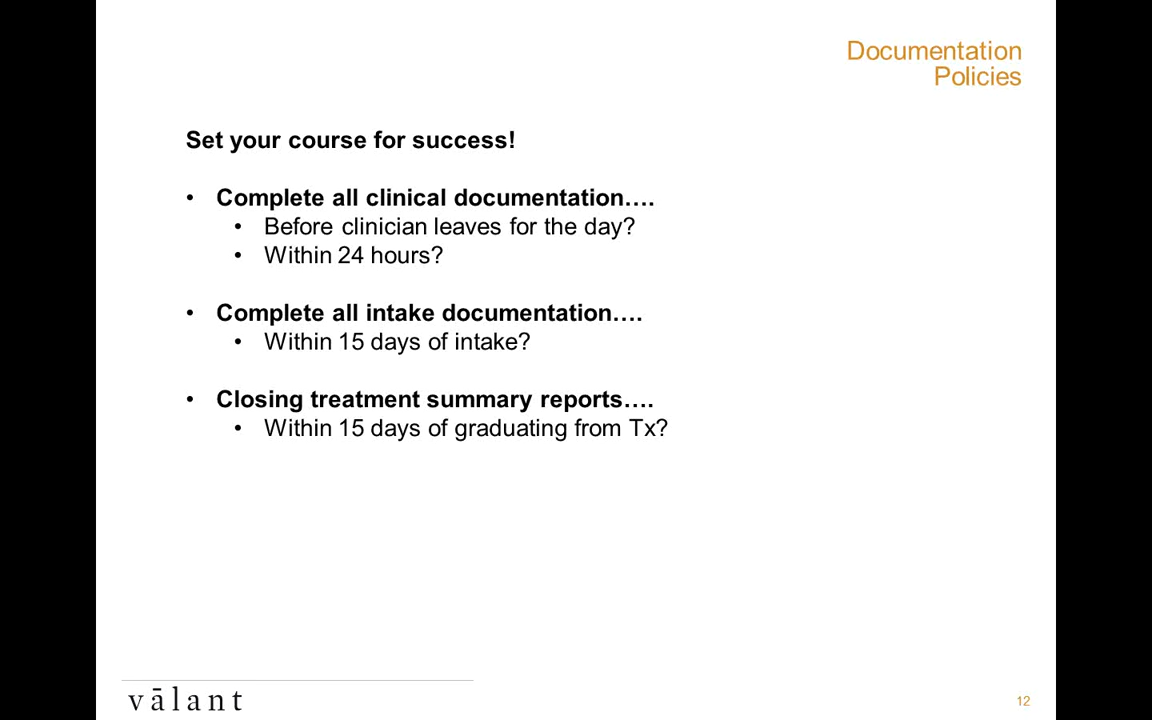 Documentation
Policies
Set your course for success!
• Complete all clinical documentation….
• Before clinician leaves for the day?
• Within 24 hours?
• Complete all intake documentation….
• Within 15 days of intake?
• Closing treatment summary reports….
• Within 15 days of graduating from Tx?
vālant
12